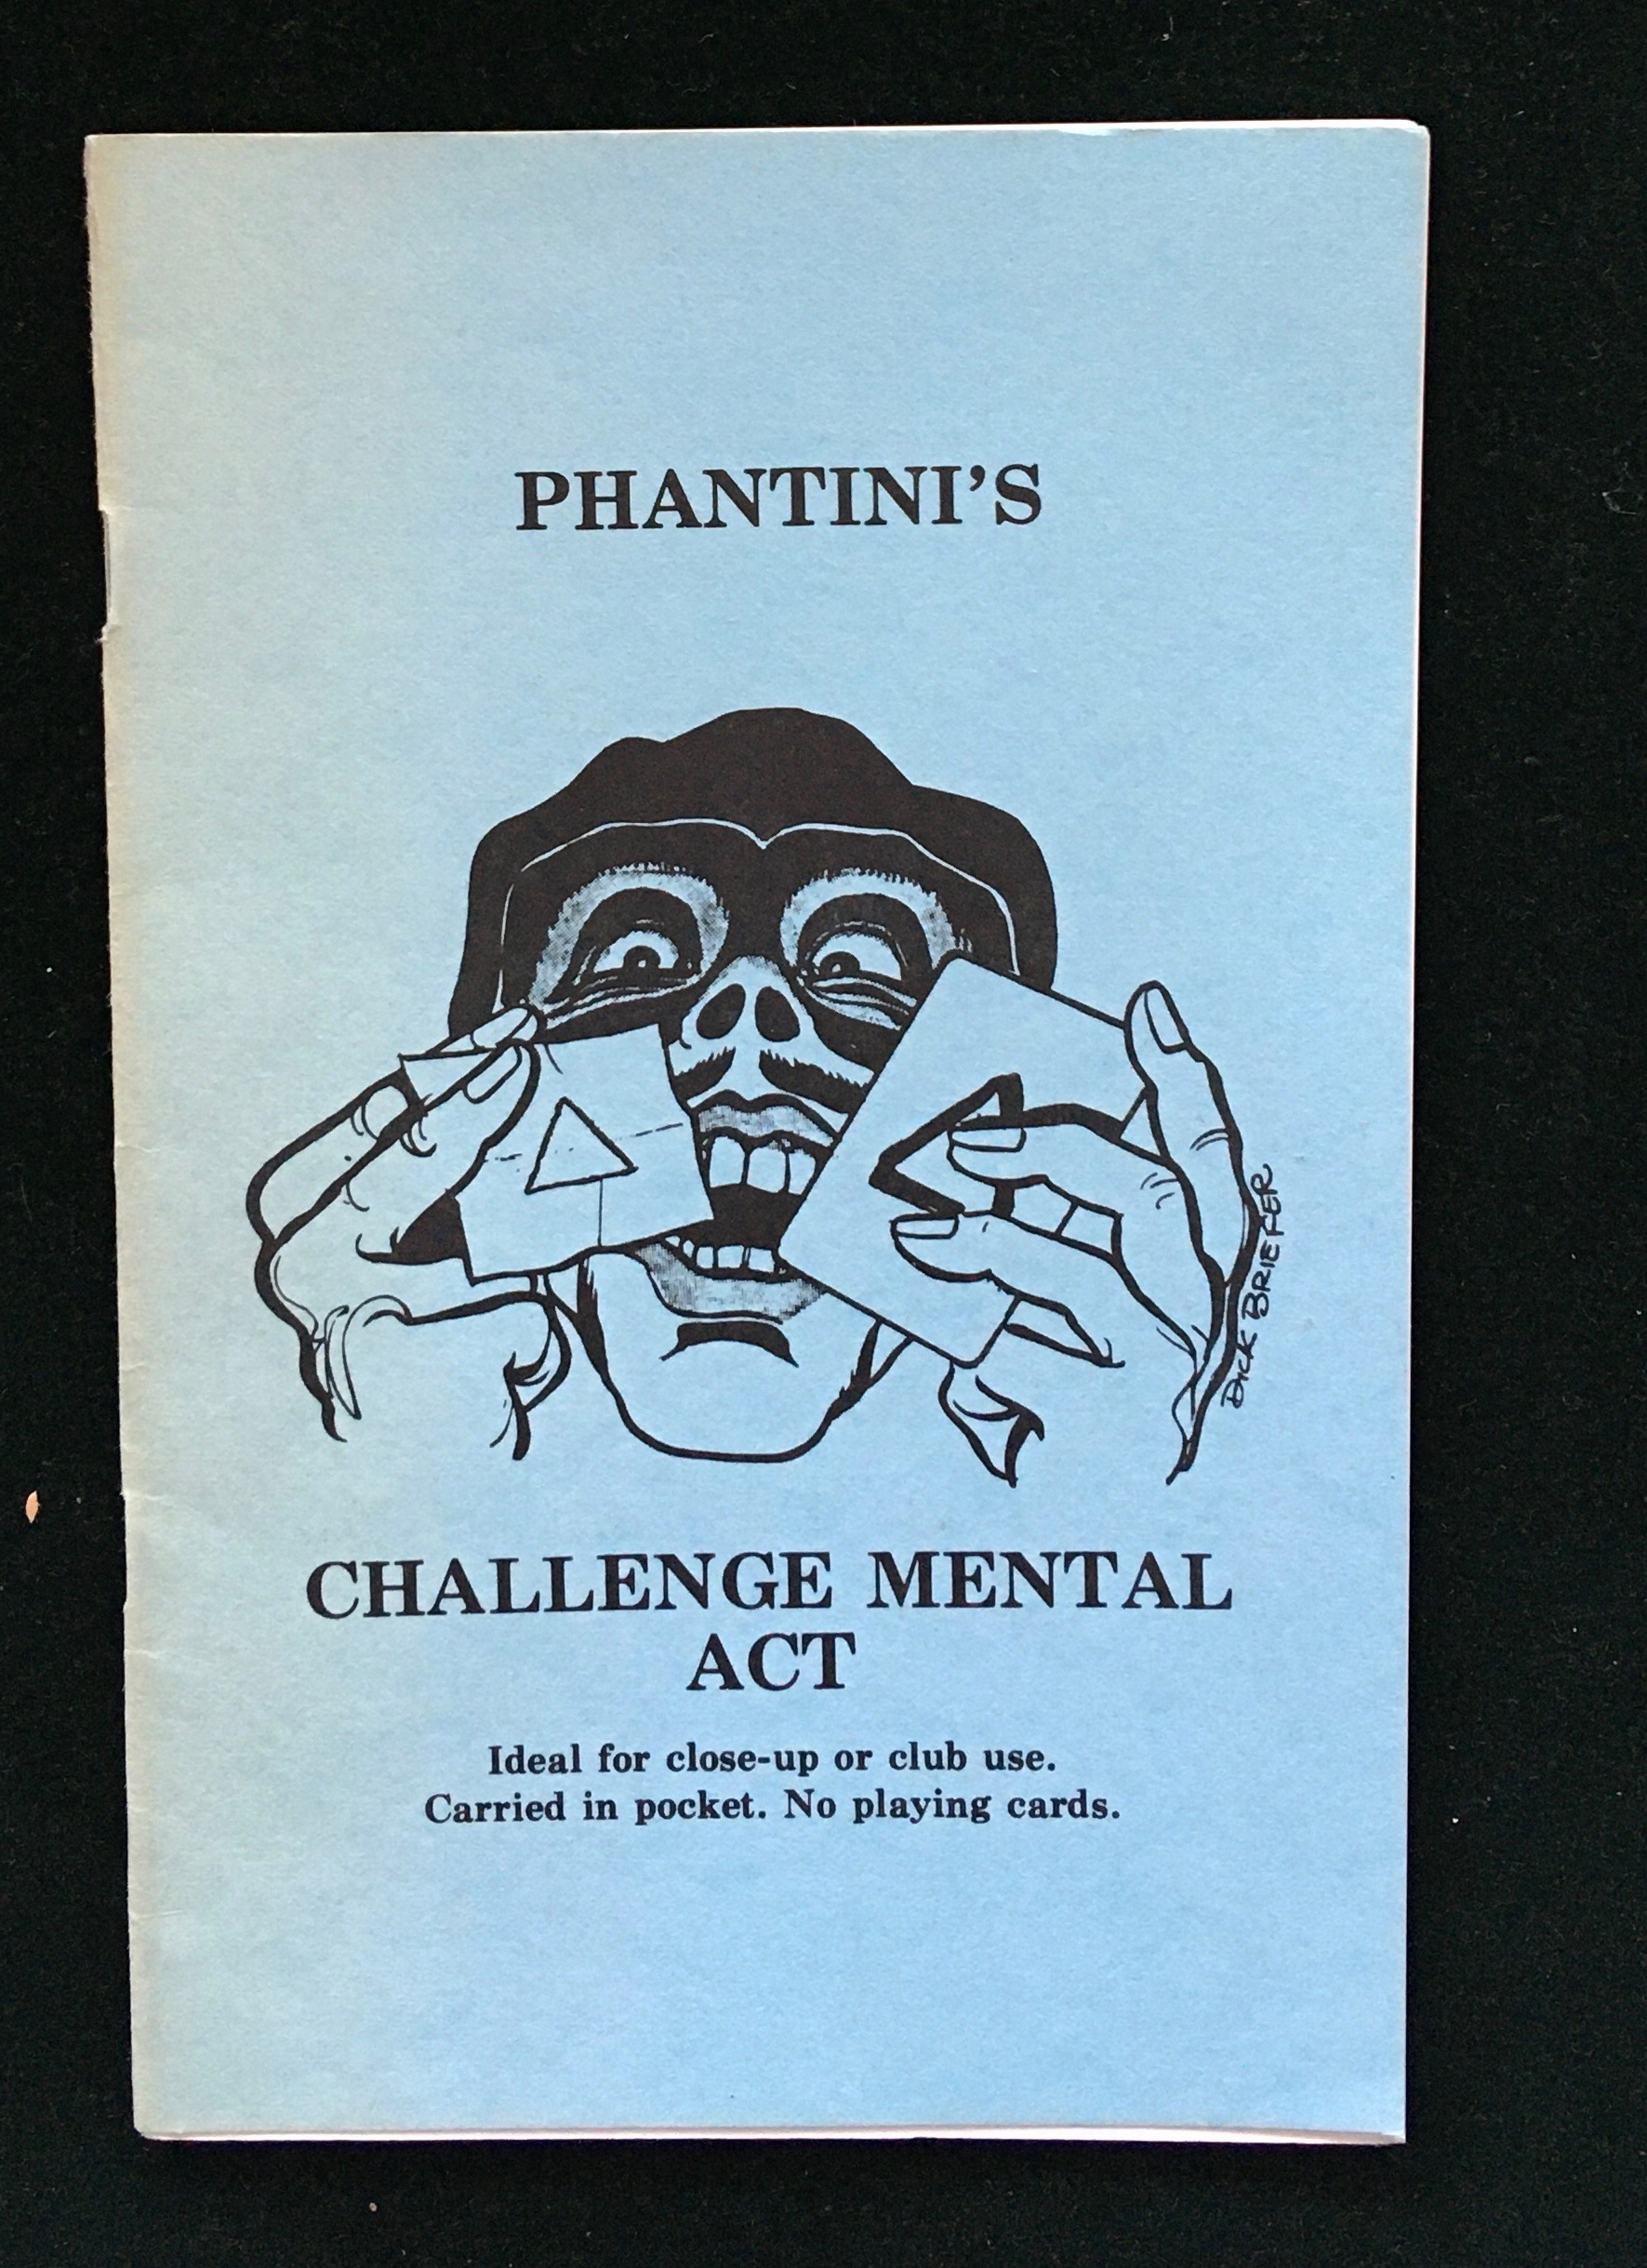 PHANTINI'S
DICK BRIEFER
CHALLENGE MENTAL
ACT
Ideal for close-up or club use.
Carried in pocket. No playing cards.